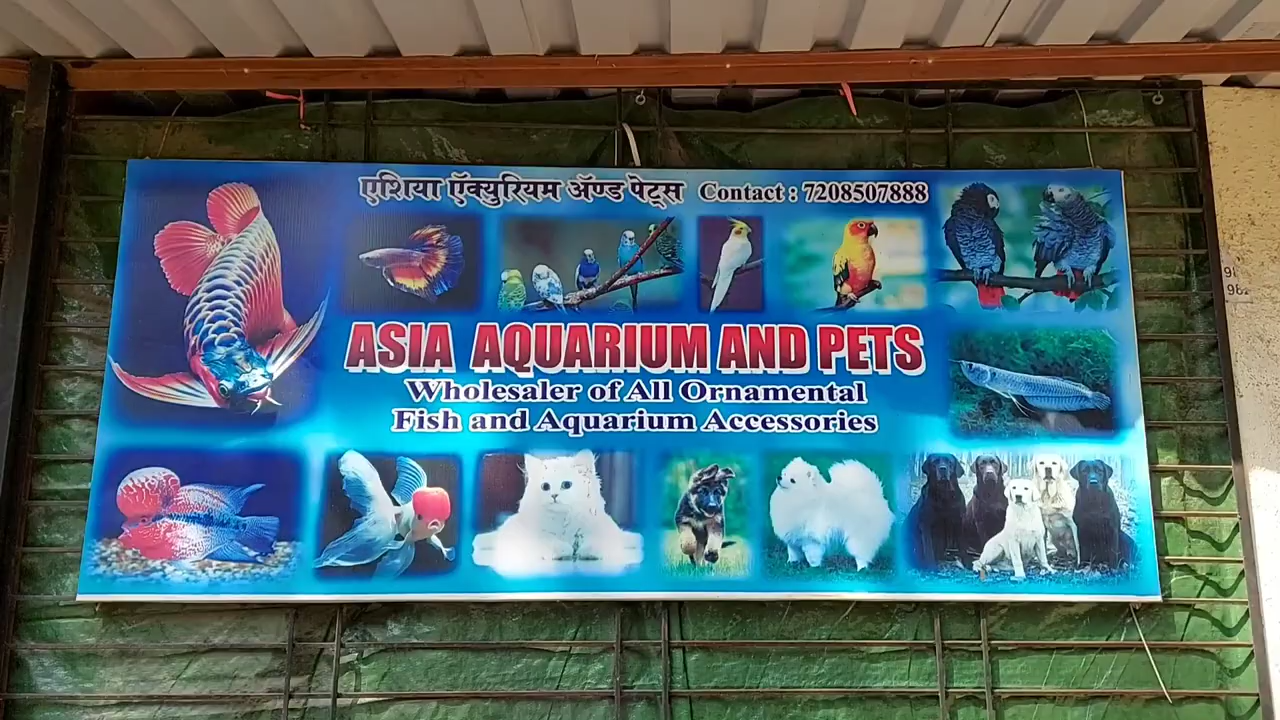 एशिया ऍक्युरियम ॲण्ड पेट्स Contact : 7208507888
ASIA AQUARIUM AND PETS
Wholesaler of All Ornamental
Fish and Aquarium Accessories